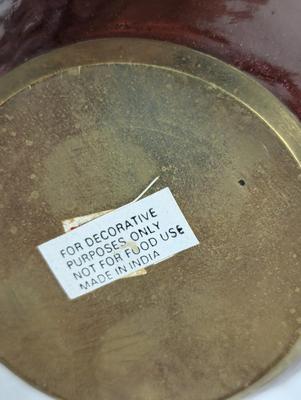 FOR DECORATIVE
PURPOSES ONLY
NOT FOR FOOD USE
MADE IN INDIA